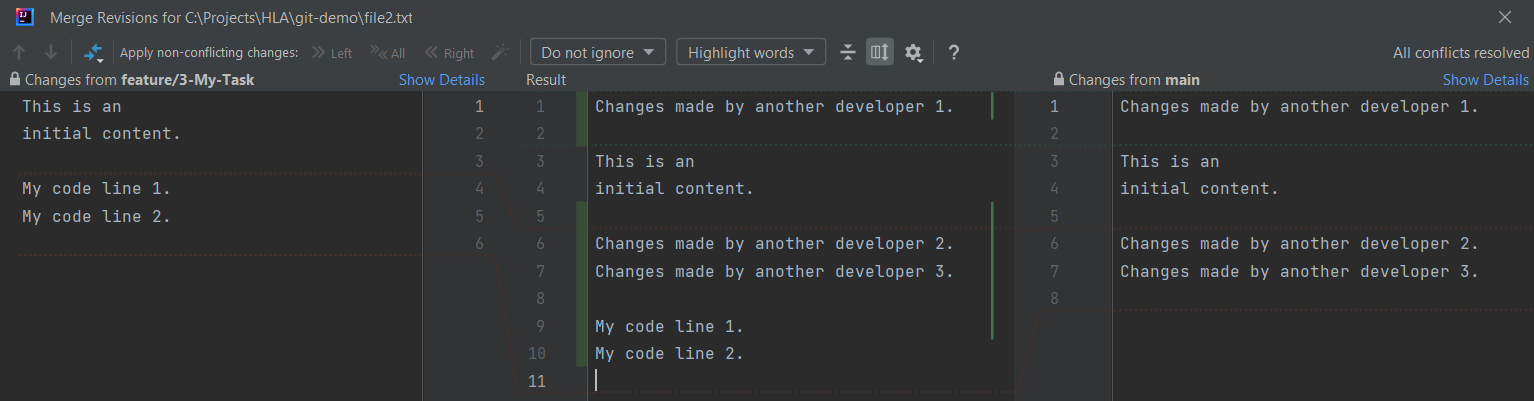 Merge Revisions for C:\Projects\HLA\git-demo\file2.txt
Apply non-conflicting changes: Left All Right Do not ignore Highlight words ? All conflicts resolved
Changes from feature/3-My-Task Show Details Result Changes from main Show Details
This is an 1 1 Changes made by another developer 1. 1 Changes made by another developer 1.
initial content. 2 2 2
3 3 This is an 3 This is an
My code line 1. 4 4 initial content. 4 initial content.
My code line 2. 5 5 5
6 6 Changes made by another developer 2. 6 Changes made by another developer 2.
7 Changes made by another developer 3. 7 Changes made by another developer 3.
8 8
9 My code line 1.
10 My code line 2.
11